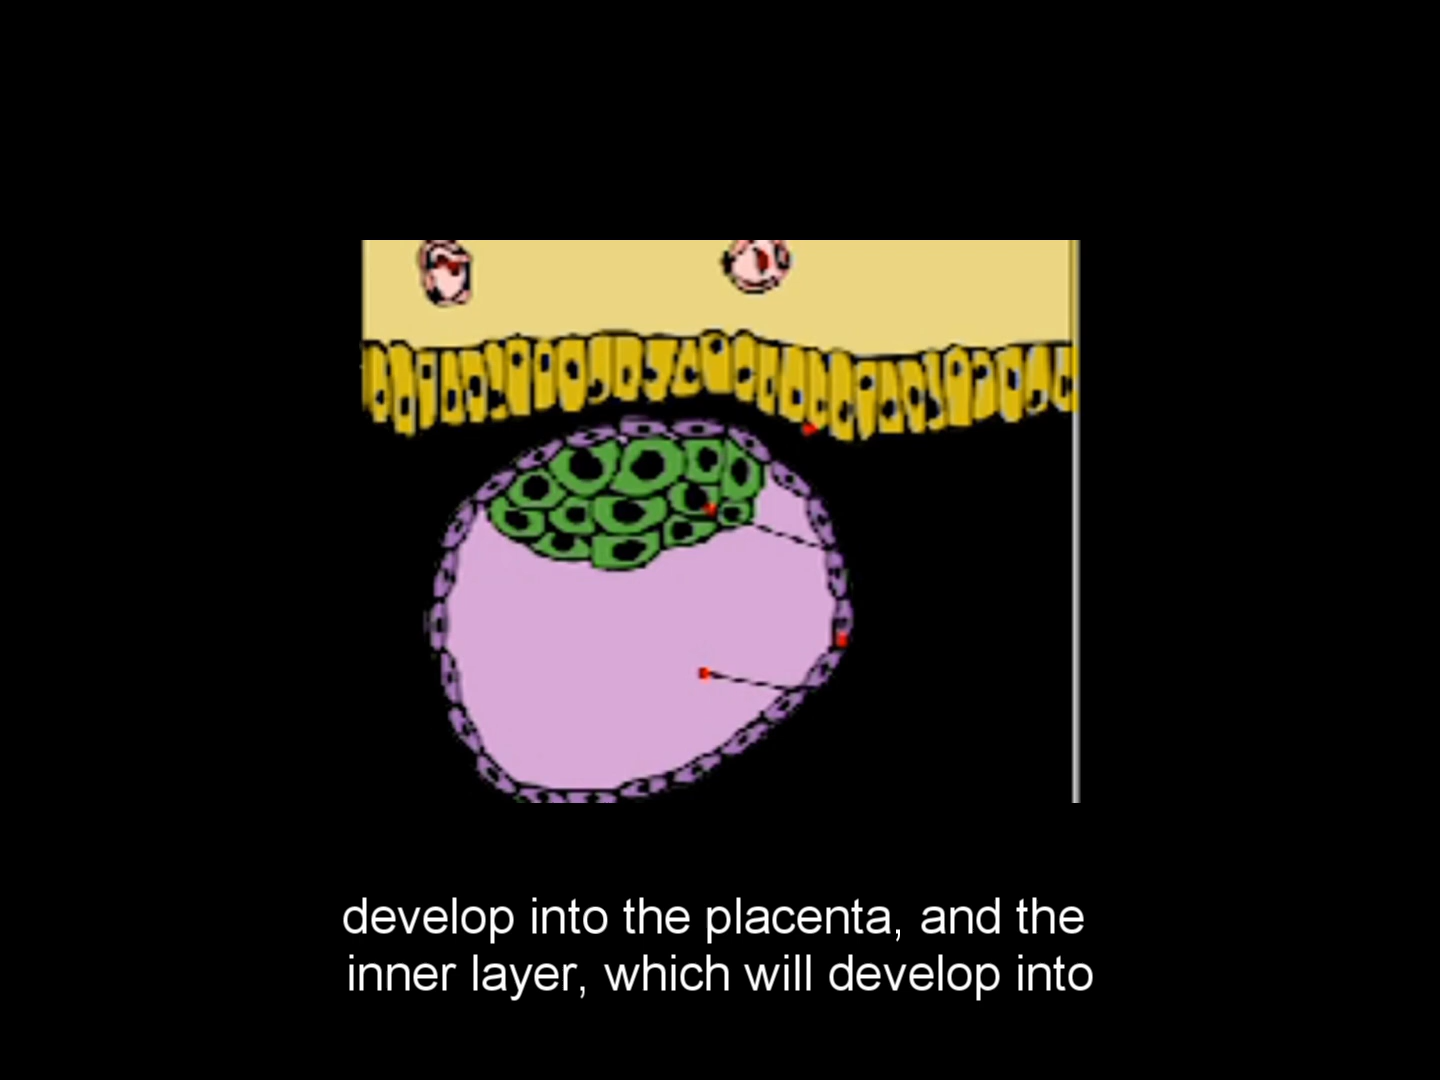 develop into the placenta, and the
inner layer, which will develop into